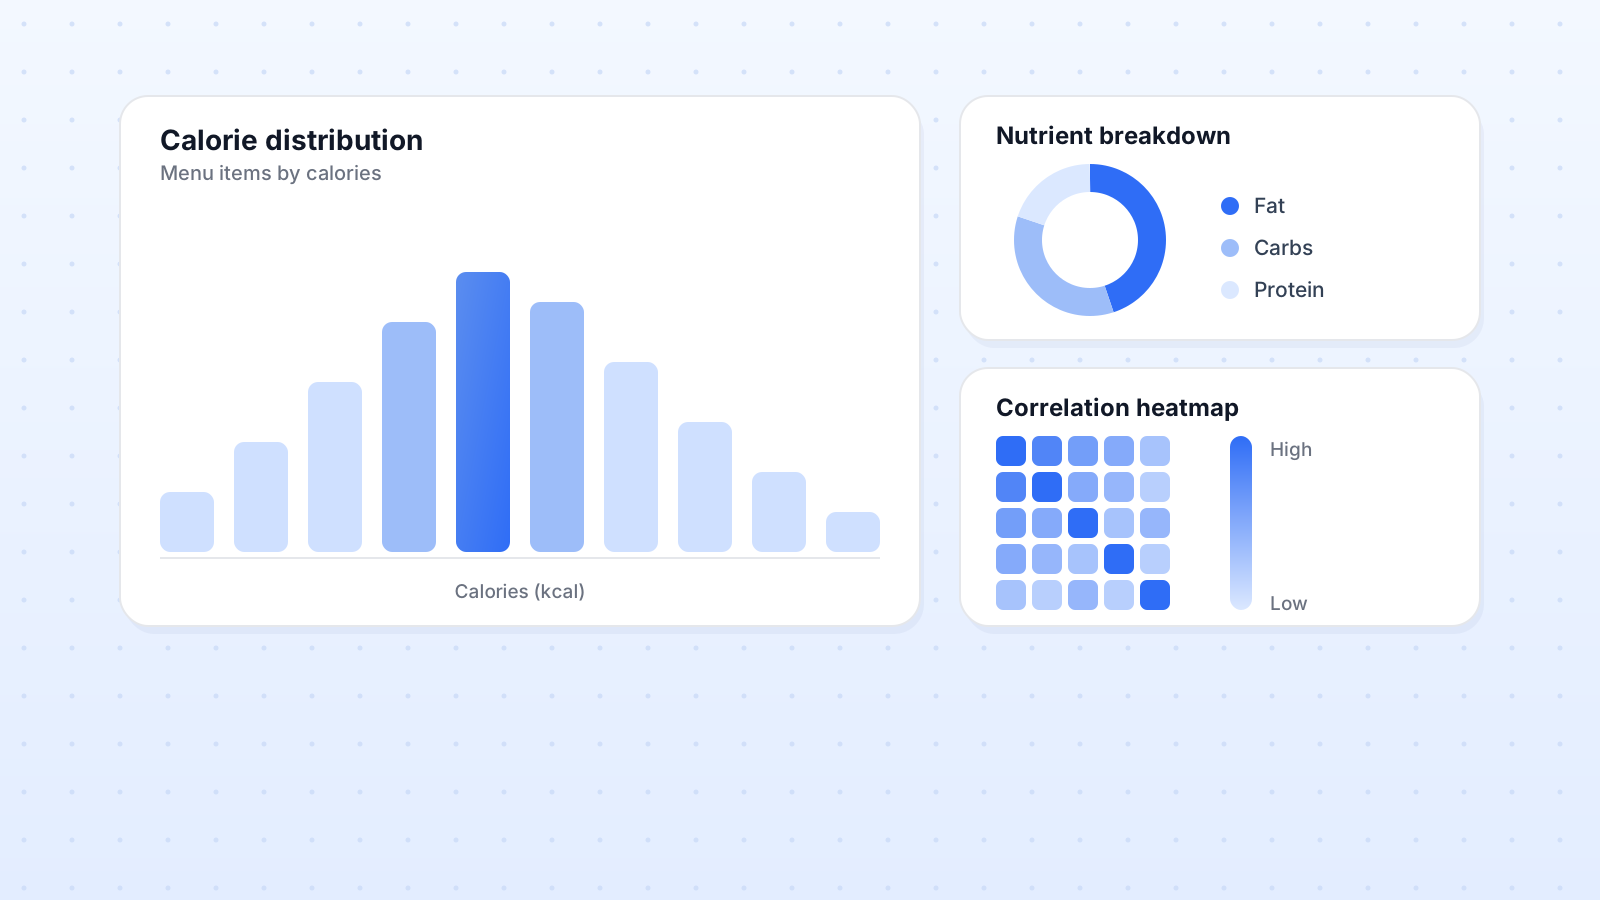 Calorie distribution
Menu items by calories
Calories (kcal)
Nutrient breakdown
Fat
Carbs
Protein
Correlation heatmap
High
Low